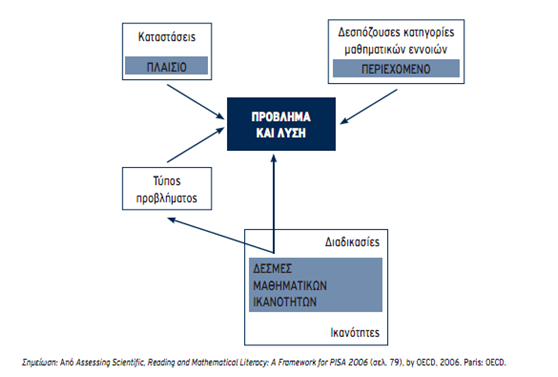 Καταστάσεις
ΠΛΑΙΣΙΟ
Δεσπόζουσες κατηγορίες
μαθηματικών εννοιών
ΠΕΡΙΕΧΟΜΕΝΟ
ΠΡΟΒΛΗΜΑ
ΚΑΙ ΛΥΣΗ
Τύπος
προβλήματος
Διαδικασίες
ΔΕΣΜΕΣ
ΜΑΘΗΜΑΤΙΚΩΝ
ΙΚΑΝΟΤΗΤΩΝ
Ικανότητες
Σημείωση: Από Assessing Scientific, Reading and Mathematical Literacy: A Framework for PISA 2006 (σελ. 79), by OECD, 2006. Paris: OECD.